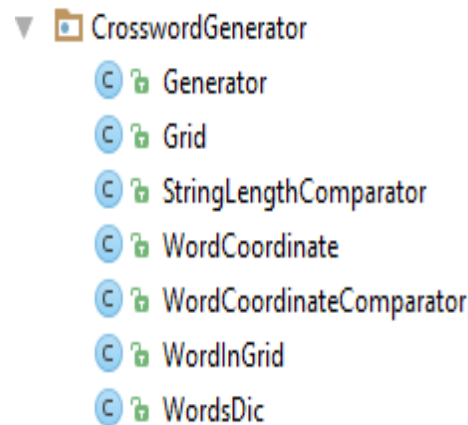 CrosswordGenerator
C Generator
C Grid
C StringLengthComparator
C WordCoordinate
C WordCoordinateComparator
C WordInGrid
C WordsDic